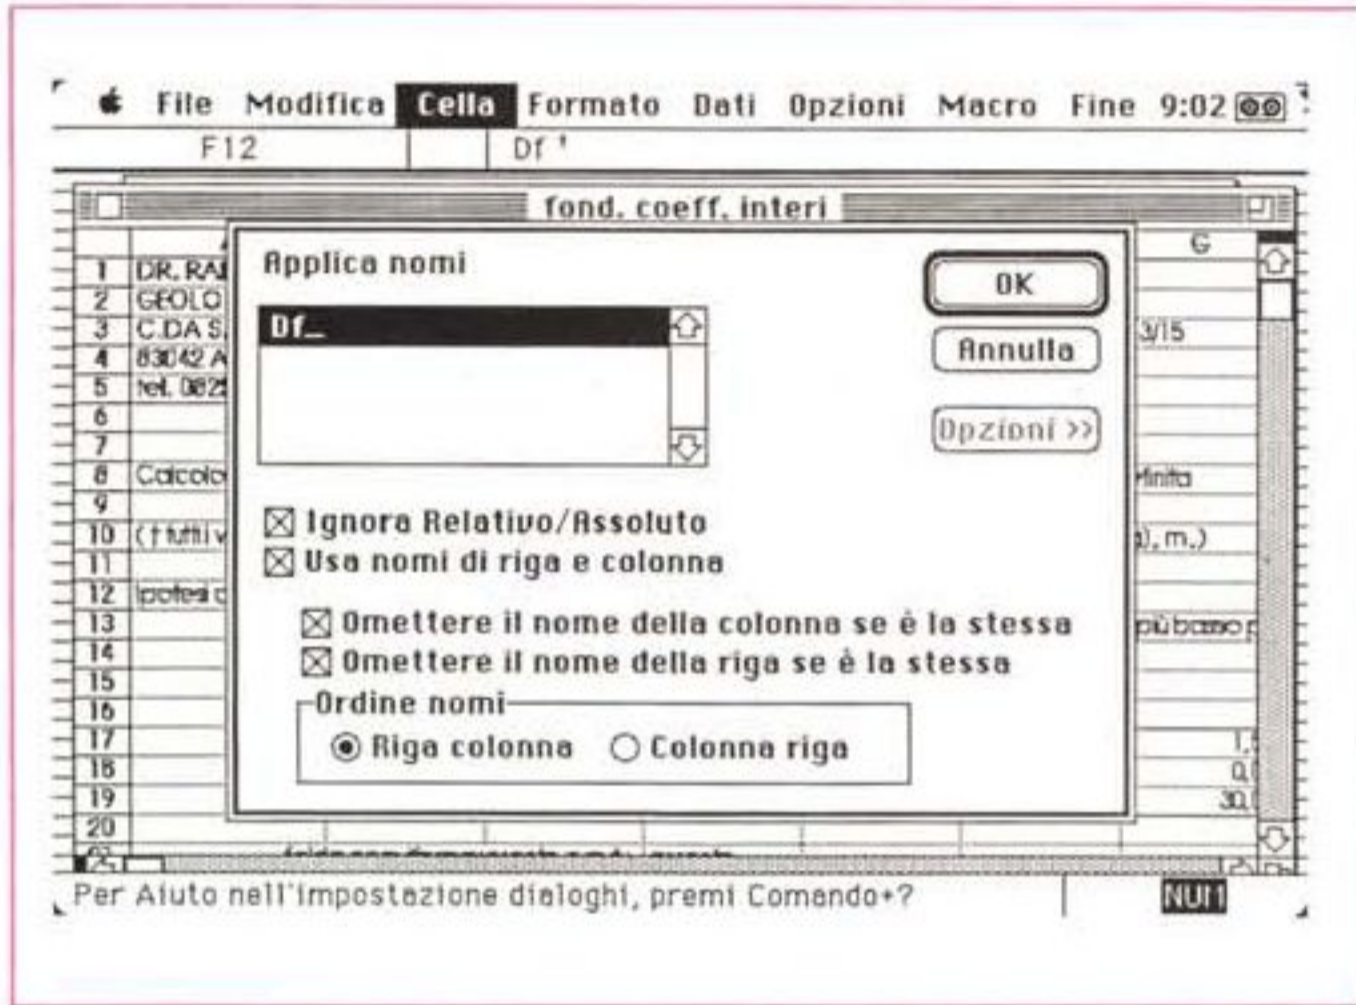 File Modifica Cella Formato Dati Opzioni Macro Fine 9:02
F12 Df '
fond. coeff. interi
G
Applica nomi
OK
Df_
Annulla
Opzioni >>
Ignora Relativo/Assoluto
Usa nomi di riga e colonna
Omettere il nome della colonna se è la stessa
Omettere il nome della riga se è la stessa
Ordine nomi
Riga colonna Colonna riga
1 DR.
2 GEOLO
3 C.DA S. 3/15
4 83042 A
5 tel.
6
7
8 Calcolo
9
10 († tutti v m.)
11
12 Ipotesi
13 più basso p
14
15
16
17
18
19
20
Per Aiuto nell'impostazione dialoghi, premi Comando+?
NUM